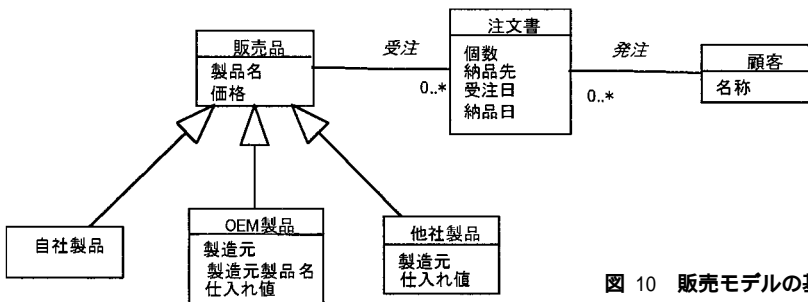 販売品
製品名
価格
受注
0..*
注文書
個数
納品先
受注日
納品日
発注
0..*
顧客
名称
自社製品
OEM製品
製造元
製造元製品名
仕入れ値
他社製品
製造元
仕入れ値
図 10 販売モデルの